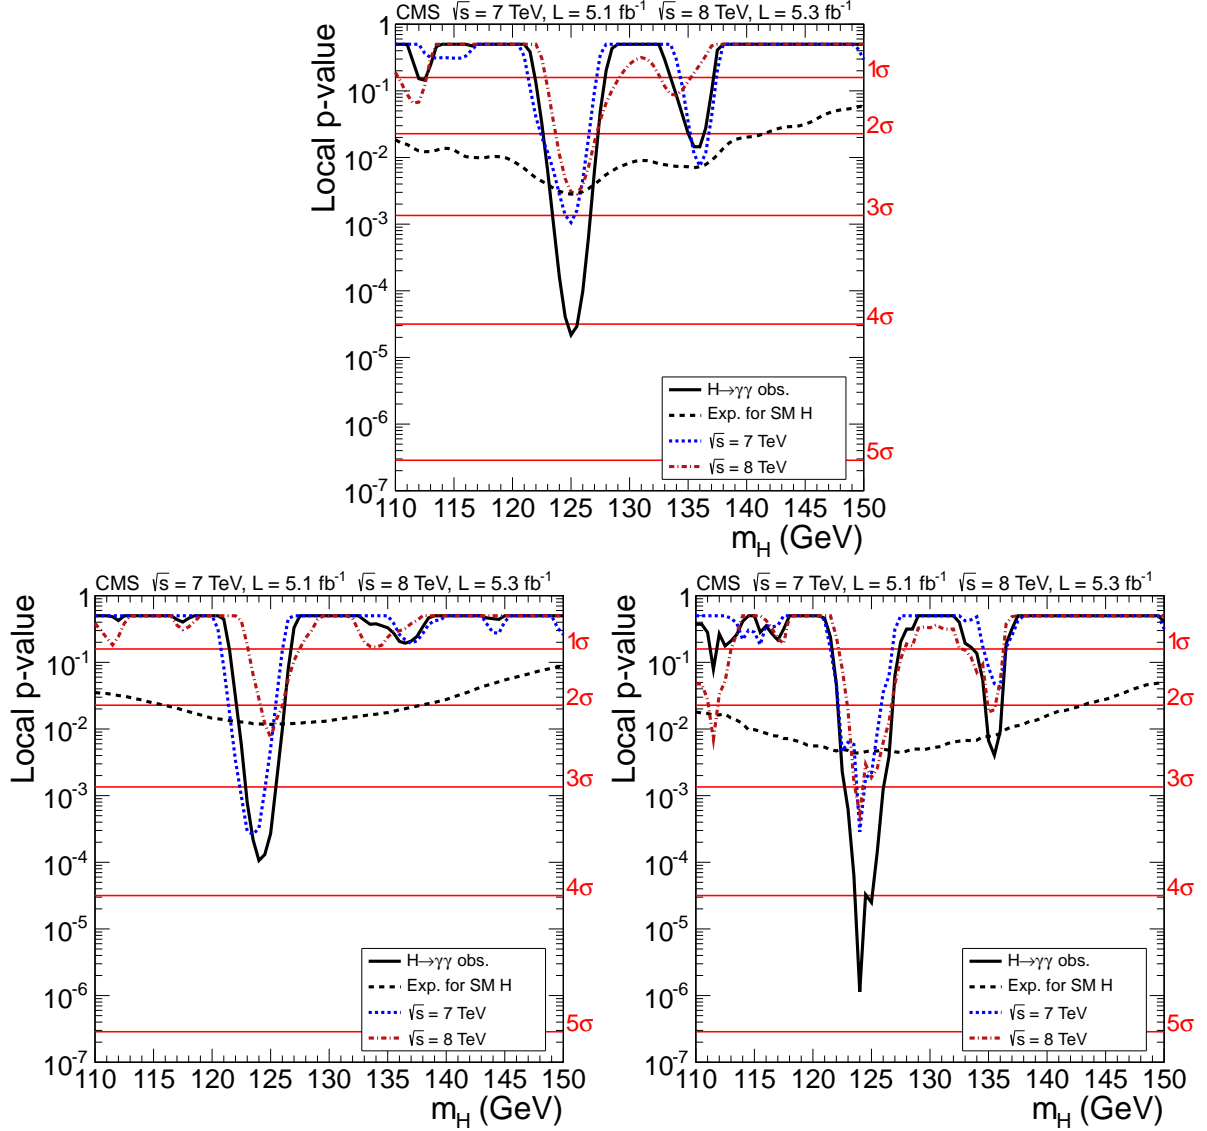 CMS √s = 7 TeV, L = 5.1 fb⁻¹ √s = 8 TeV, L = 5.3 fb⁻¹
Local p-value
1
10⁻¹
10⁻²
10⁻³
10⁻⁴
10⁻⁵
10⁻⁶
10⁻⁷
1σ
2σ
3σ
4σ
5σ
H→γγ obs.
Exp. for SM H
√s = 7 TeV
√s = 8 TeV
110 115 120 125 130 135 140 145 150
m_H (GeV)
CMS √s = 7 TeV, L = 5.1 fb⁻¹ √s = 8 TeV, L = 5.3 fb⁻¹
Local p-value
1
10⁻¹
10⁻²
10⁻³
10⁻⁴
10⁻⁵
10⁻⁶
10⁻⁷
1σ
2σ
3σ
4σ
5σ
H→γγ obs.
Exp. for SM H
√s = 7 TeV
√s = 8 TeV
110 115 120 125 130 135 140 145 150
m_H (GeV)
CMS √s = 7 TeV, L = 5.1 fb⁻¹ √s = 8 TeV, L = 5.3 fb⁻¹
Local p-value
1
10⁻¹
10⁻²
10⁻³
10⁻⁴
10⁻⁵
10⁻⁶
10⁻⁷
1σ
2σ
3σ
4σ
5σ
H→γγ obs.
Exp. for SM H
√s = 7 TeV
√s = 8 TeV
110 115 120 125 130 135 140 145 150
m_H (GeV)